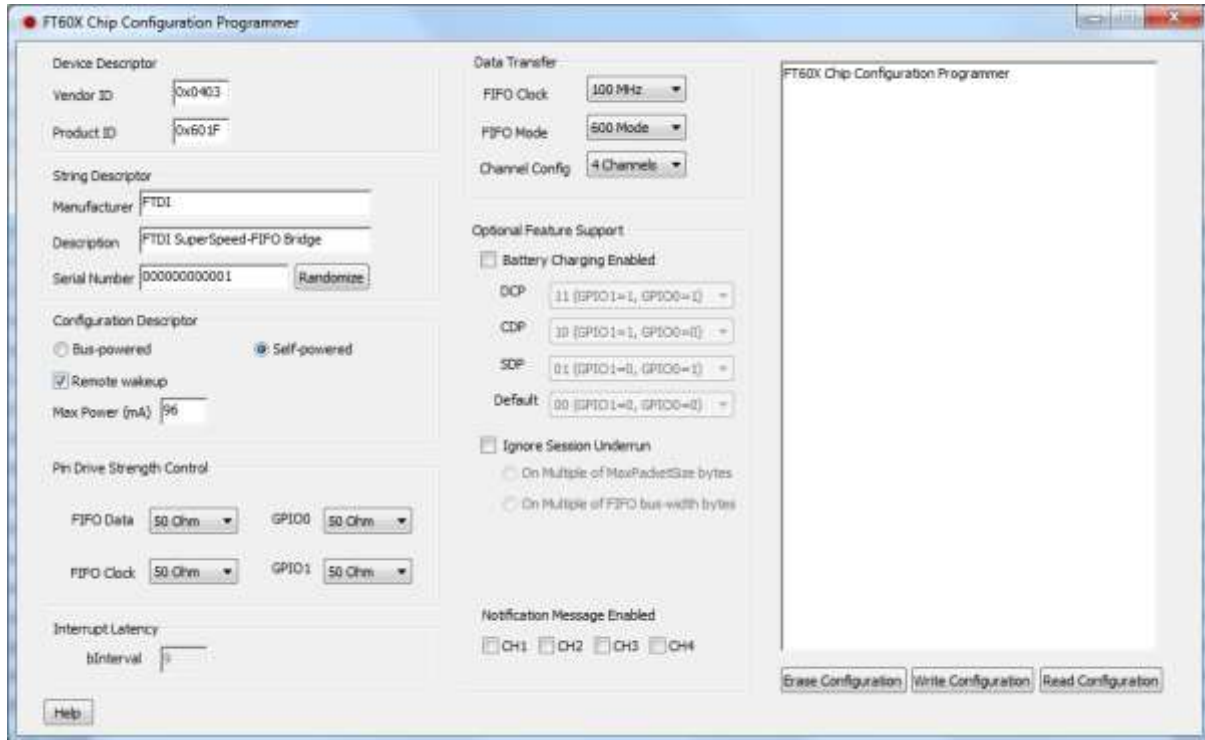 FT60X Chip Configuration Programmer
Device Descriptor
Vendor ID 0x0403
Product ID 0x601F
String Descriptor
Manufacturer FTDI
Description FTDI SuperSpeed-FIFO Bridge
Serial Number 000000000001 Randomize
Configuration Descriptor
Bus-powered Self-powered
Remote wakeup
Max Power (mA) 96
Pin Drive Strength Control
FIFO Data 50 Ohm GPIO0 50 Ohm
FIFO Clock 50 Ohm GPIO1 50 Ohm
Interrupt Latency
bInterval 9
Help
Data Transfer
FIFO Clock 100 MHz
FIFO Mode 600 Mode
Channel Config 4 Channels
Optional Feature Support
Battery Charging Enabled
DCP 11 (GPIO1=1, GPIO0=1)
CDP 10 (GPIO1=1, GPIO0=0)
SDP 01 (GPIO1=0, GPIO0=1)
Default 00 (GPIO1=0, GPIO0=0)
Ignore Session Underrun
On Multiple of MaxPacketSize bytes
On Multiple of FIFO bus-width bytes
Notification Message Enabled
CH1 CH2 CH3 CH4
FT60X Chip Configuration Programmer
Erase Configuration Write Configuration Read Configuration